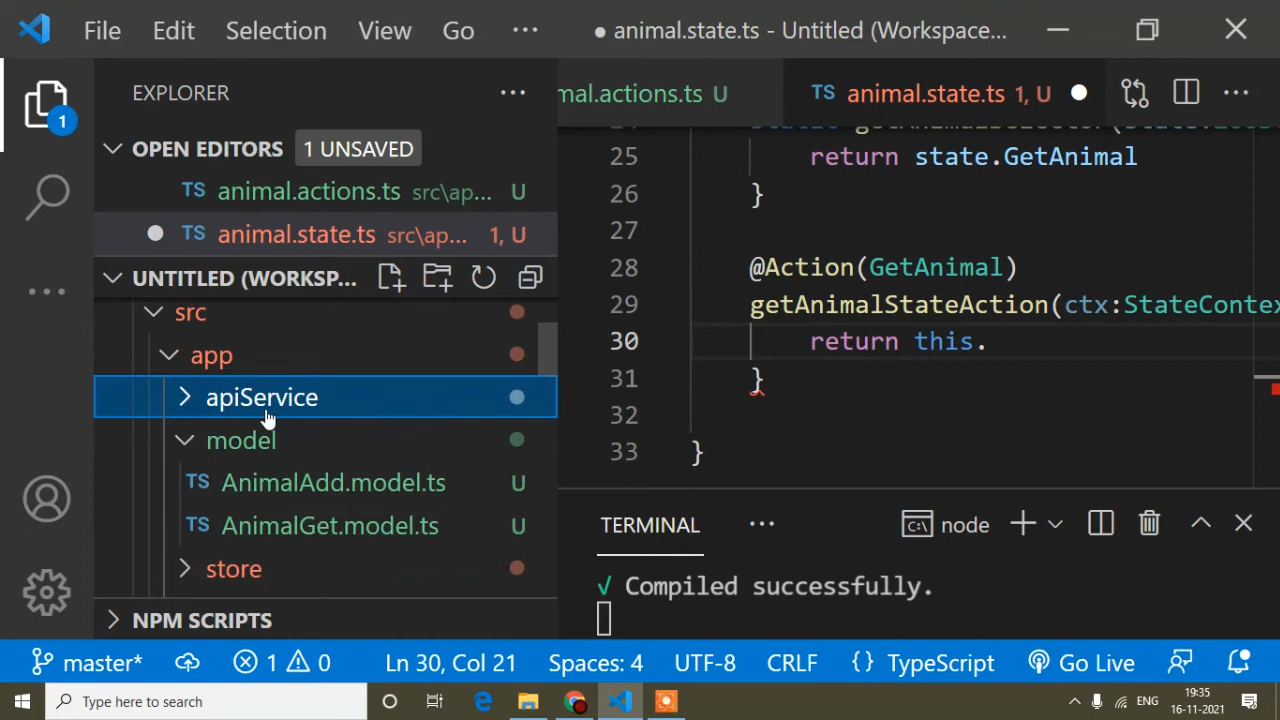 File Edit Selection View Go ··· ● animal.state.ts - Untitled (Workspace...
EXPLORER ···
mal.actions.ts U TS animal.state.ts 1, U ● ···
OPEN EDITORS 1 UNSAVED
TS animal.actions.ts src\ap... U
● TS animal.state.ts src\ap... 1, U
UNTITLED (WORKSP...
src
app
apiService
model
TS AnimalAdd.model.ts U
TS AnimalGet.model.ts U
store
NPM SCRIPTS
1
25 return state.GetAnimal
26 }
27
28 @Action(GetAnimal)
29 getAnimalStateAction(ctx:StateContex
30 return this.
31 }
32
33 }
TERMINAL ··· node
√ Compiled successfully.
master* 1 0 Ln 30, Col 21 Spaces: 4 UTF-8 CRLF {} TypeScript Go Live
Type here to search ENG 19:35
16-11-2021